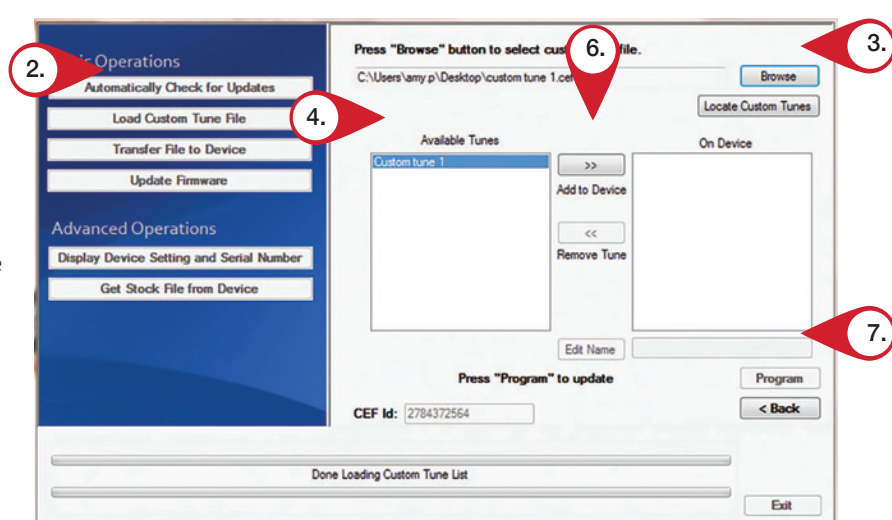 2.
Operations
Automatically Check for Updates
Load Custom Tune File
Transfer File to Device
Update Firmware
Advanced Operations
Display Device Setting and Serial Number
Get Stock File from Device
Press "Browse" button to select file.
6.
3.
C:\Users\amy.p\Desktop\custom tune 1.cef
Browse
Locate Custom Tunes
4.
Available Tunes
On Device
Custom tune 1
>>
Add to Device
<<
Remove Tune
7.
Edit Name
Press "Program" to update
Program
CEF Id: 2784372564
< Back
Done Loading Custom Tune List
Exit